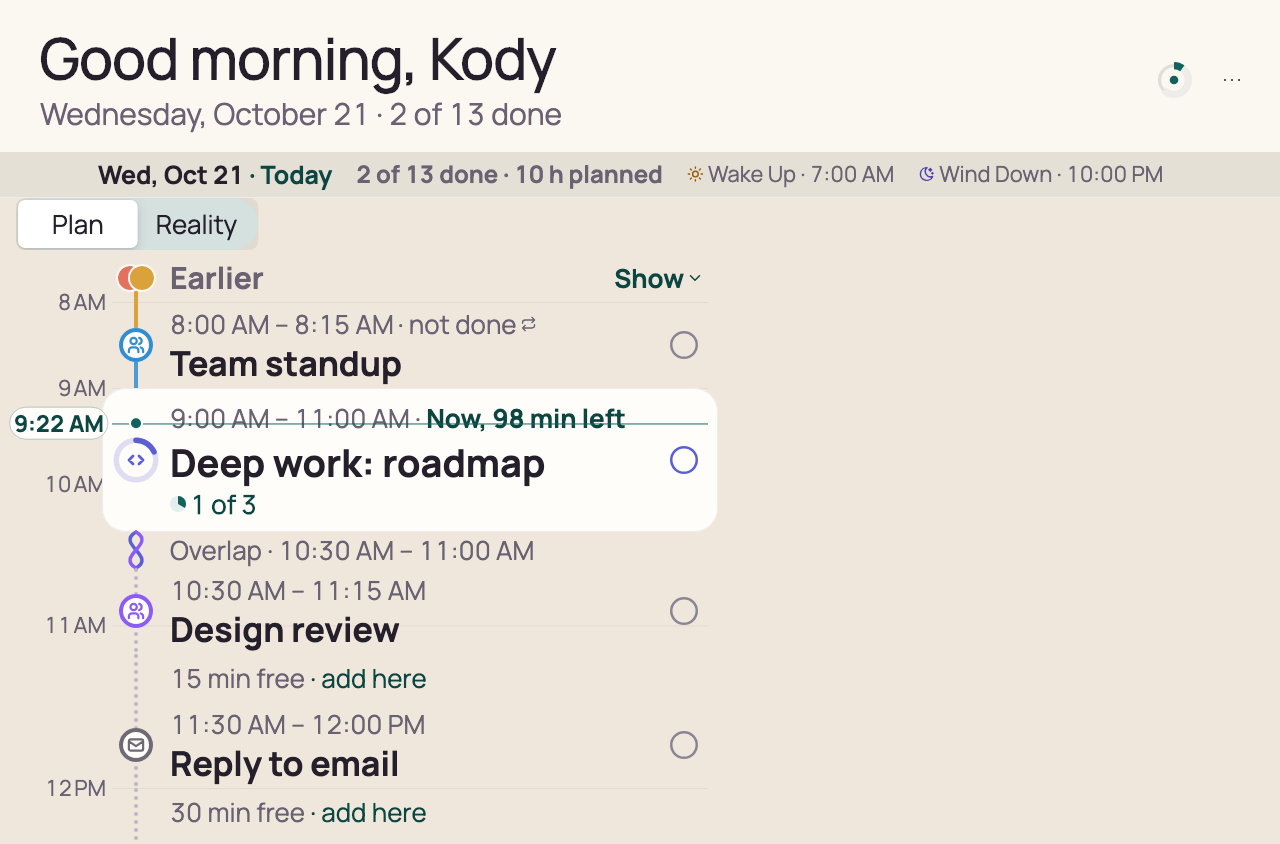 Good morning, Kody
Wednesday, October 21 · 2 of 13 done
...
Wed, Oct 21 · Today 2 of 13 done · 10 h planned Wake Up · 7:00 AM Wind Down · 10:00 PM
Plan Reality
Earlier Show
8 AM
8:00 AM – 8:15 AM · not done
Team standup
9 AM
9:00 AM – 11:00 AM · Now, 98 min left
9:22 AM
Deep work: roadmap
10 AM
1 of 3
Overlap · 10:30 AM – 11:00 AM
10:30 AM – 11:15 AM
11 AM
Design review
15 min free · add here
11:30 AM – 12:00 PM
Reply to email
12 PM
30 min free · add here